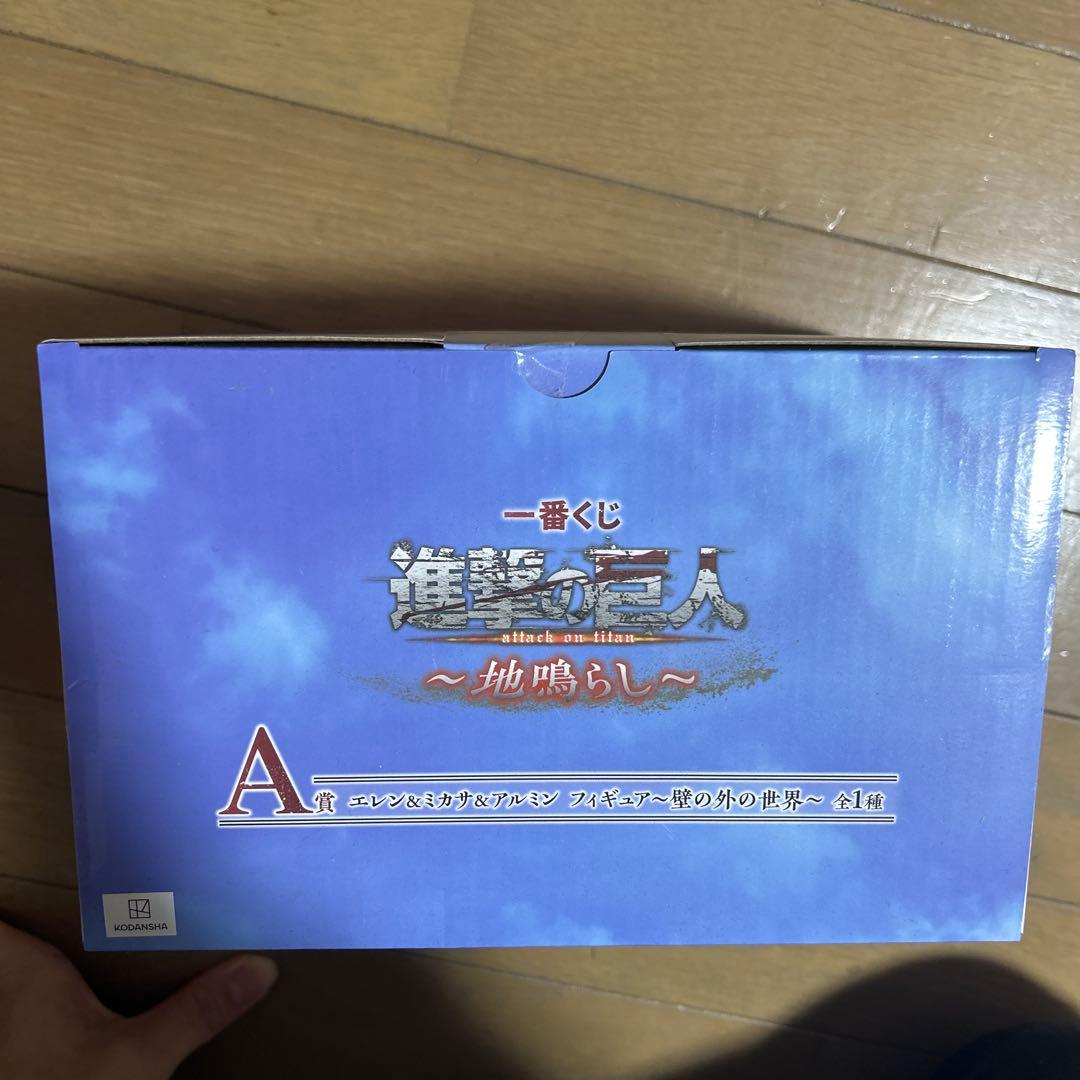 一番くじ
進撃の巨人
attack on titan
～地鳴らし～
A賞 エレン&ミカサ&アルミン フィギュア～壁の外の世界～ 全1種
KODANSHA